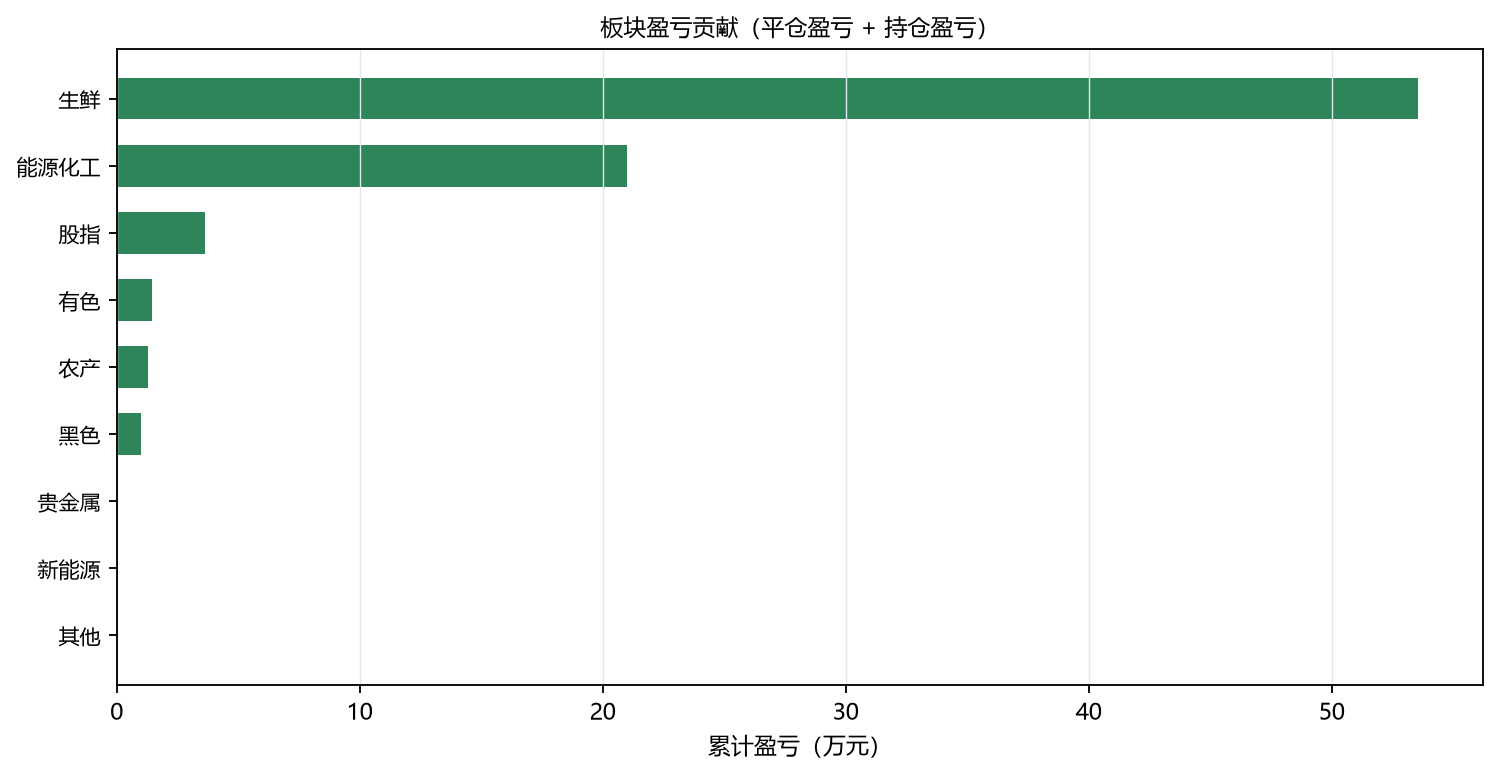 板块盈亏贡献（平仓盈亏 + 持仓盈亏）
生鲜
能源化工
股指
有色
农产
黑色
贵金属
新能源
其他
0 10 20 30 40 50
累计盈亏（万元）